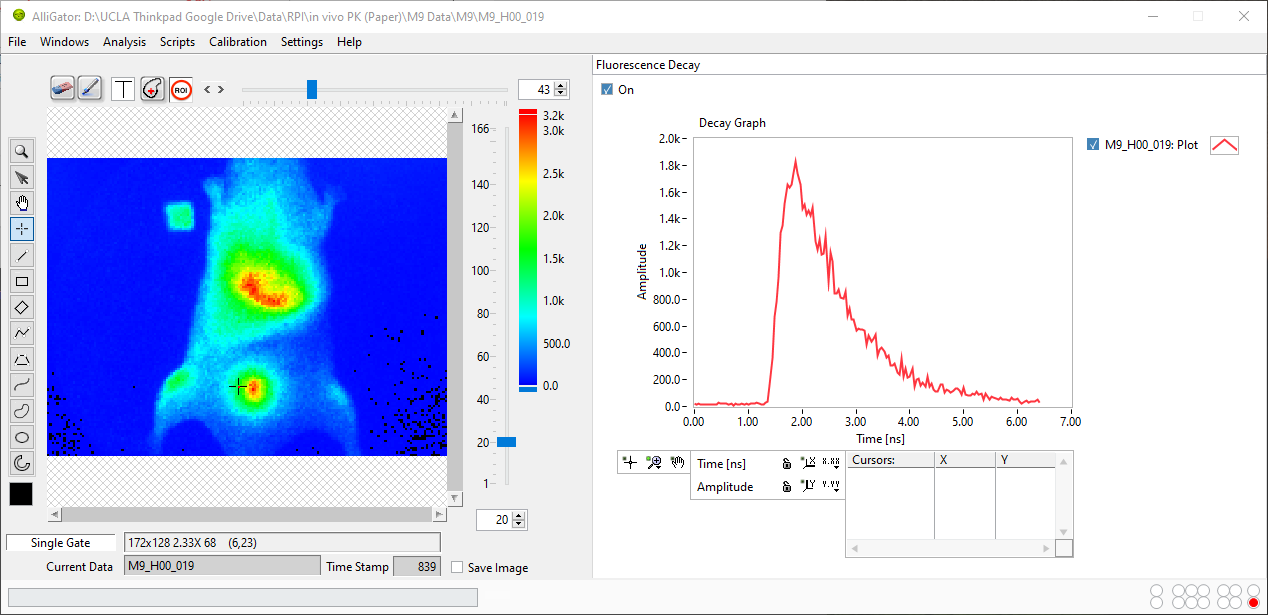 AlliGator: D:\UCLA Thinkpad Google Drive\Data\RPI\in vivo PK (Paper)\M9 Data\M9\M9_H00_019
File Windows Analysis Scripts Calibration Settings Help
Fluorescence Decay
On
T ROI < > 43
166
140
120
100
80
60
40
20
1
20
3.2k
3.0k
2.5k
2.0k
1.5k
1.0k
500.0
0.0
Decay Graph
M9_H00_019: Plot
Amplitude
2.0k
1.8k
1.6k
1.4k
1.2k
1.0k
800.0
600.0
400.0
200.0
0.0
0.00 1.00 2.00 3.00 4.00 5.00 6.00 7.00
Time [ns]
Time [ns] X X.XX
Amplitude Y Y.YY
Cursors: X Y
Single Gate 172x128 2.33X 68 (6,23)
Current Data M9_H00_019 Time Stamp 839 Save Image